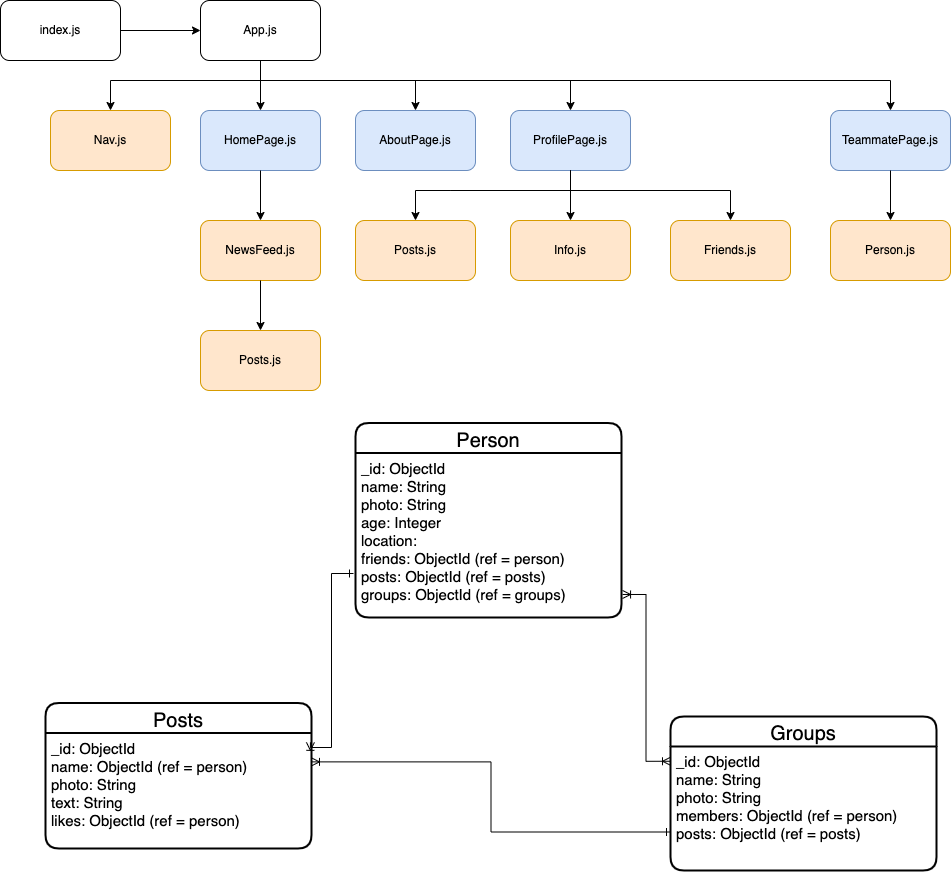 index.js
App.js
Nav.js
HomePage.js
AboutPage.js
ProfilePage.js
TeammatePage.js
NewsFeed.js
Posts.js
Info.js
Friends.js
Person.js
Posts.js
Person
_id: ObjectId
name: String
photo: String
age: Integer
location:
friends: ObjectId (ref = person)
posts: ObjectId (ref = posts)
groups: ObjectId (ref = groups)
Posts
_id: ObjectId
name: ObjectId (ref = person)
photo: String
text: String
likes: ObjectId (ref = person)
Groups
_id: ObjectId
name: String
photo: String
members: ObjectId (ref = person)
posts: ObjectId (ref = posts)